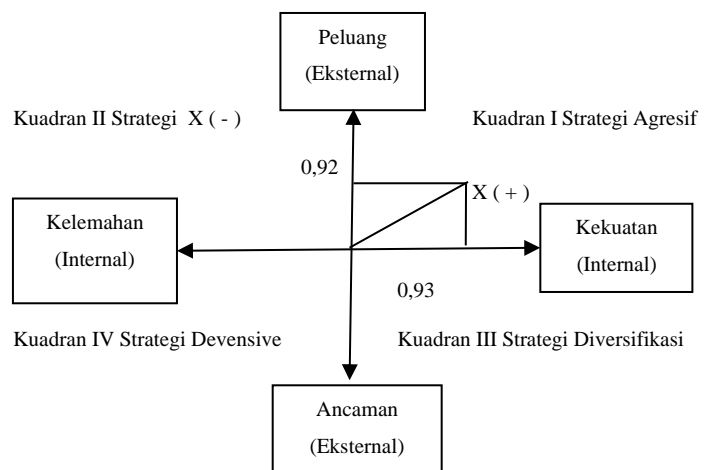 Peluang
(Eksternal)
Kuadran II Strategi X ( - )
Kuadran I Strategi Agresif
0,92
X ( + )
Kelemahan
(Internal)
Kekuatan
(Internal)
0,93
Kuadran IV Strategi Devensive
Kuadran III Strategi Diversifikasi
Ancaman
(Eksternal)